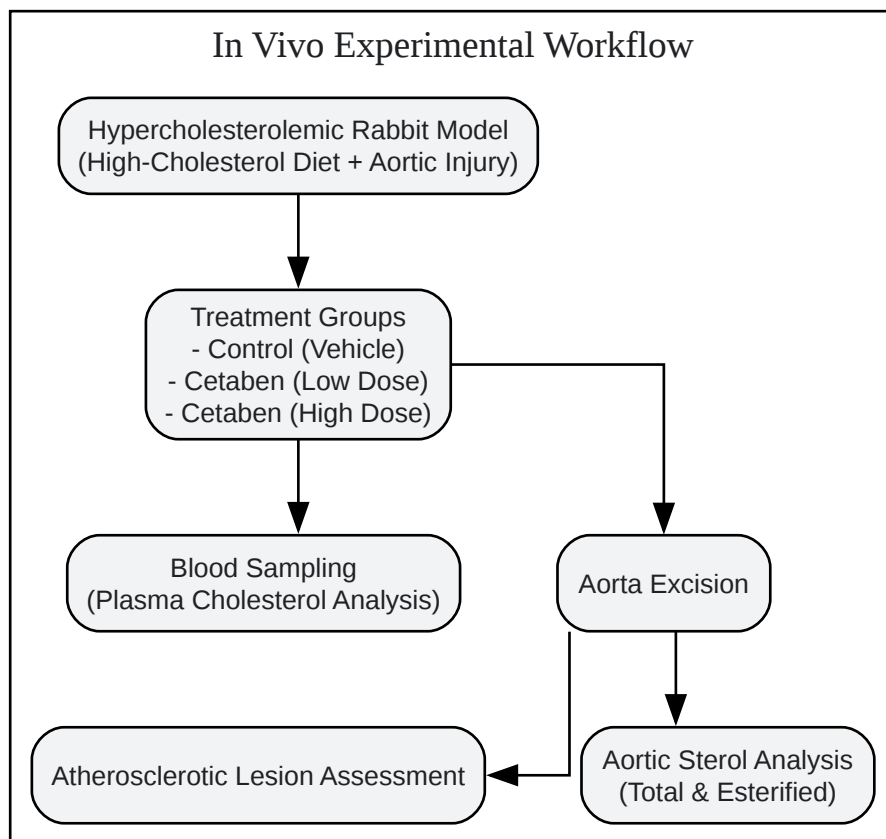 In Vivo Experimental Workflow
Hypercholesterolemic Rabbit Model
(High-Cholesterol Diet + Aortic Injury)
Treatment Groups
- Control (Vehicle)
- Cetaben (Low Dose)
- Cetaben (High Dose)
Blood Sampling
(Plasma Cholesterol Analysis)
Aorta Excision
Atherosclerotic Lesion Assessment
Aortic Sterol Analysis
(Total & Esterified)